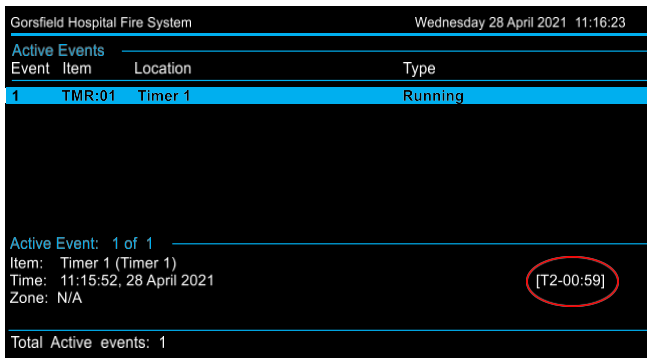 Gorsfield Hospital Fire System Wednesday 28 April 2021 11:16:23
Active Events
Event Item Location Type
1 TMR:01 Timer 1 Running
Active Event: 1 of 1
Item: Timer 1 (Timer 1)
Time: 11:15:52, 28 April 2021 [T2-00:59]
Zone: N/A
Total Active events: 1